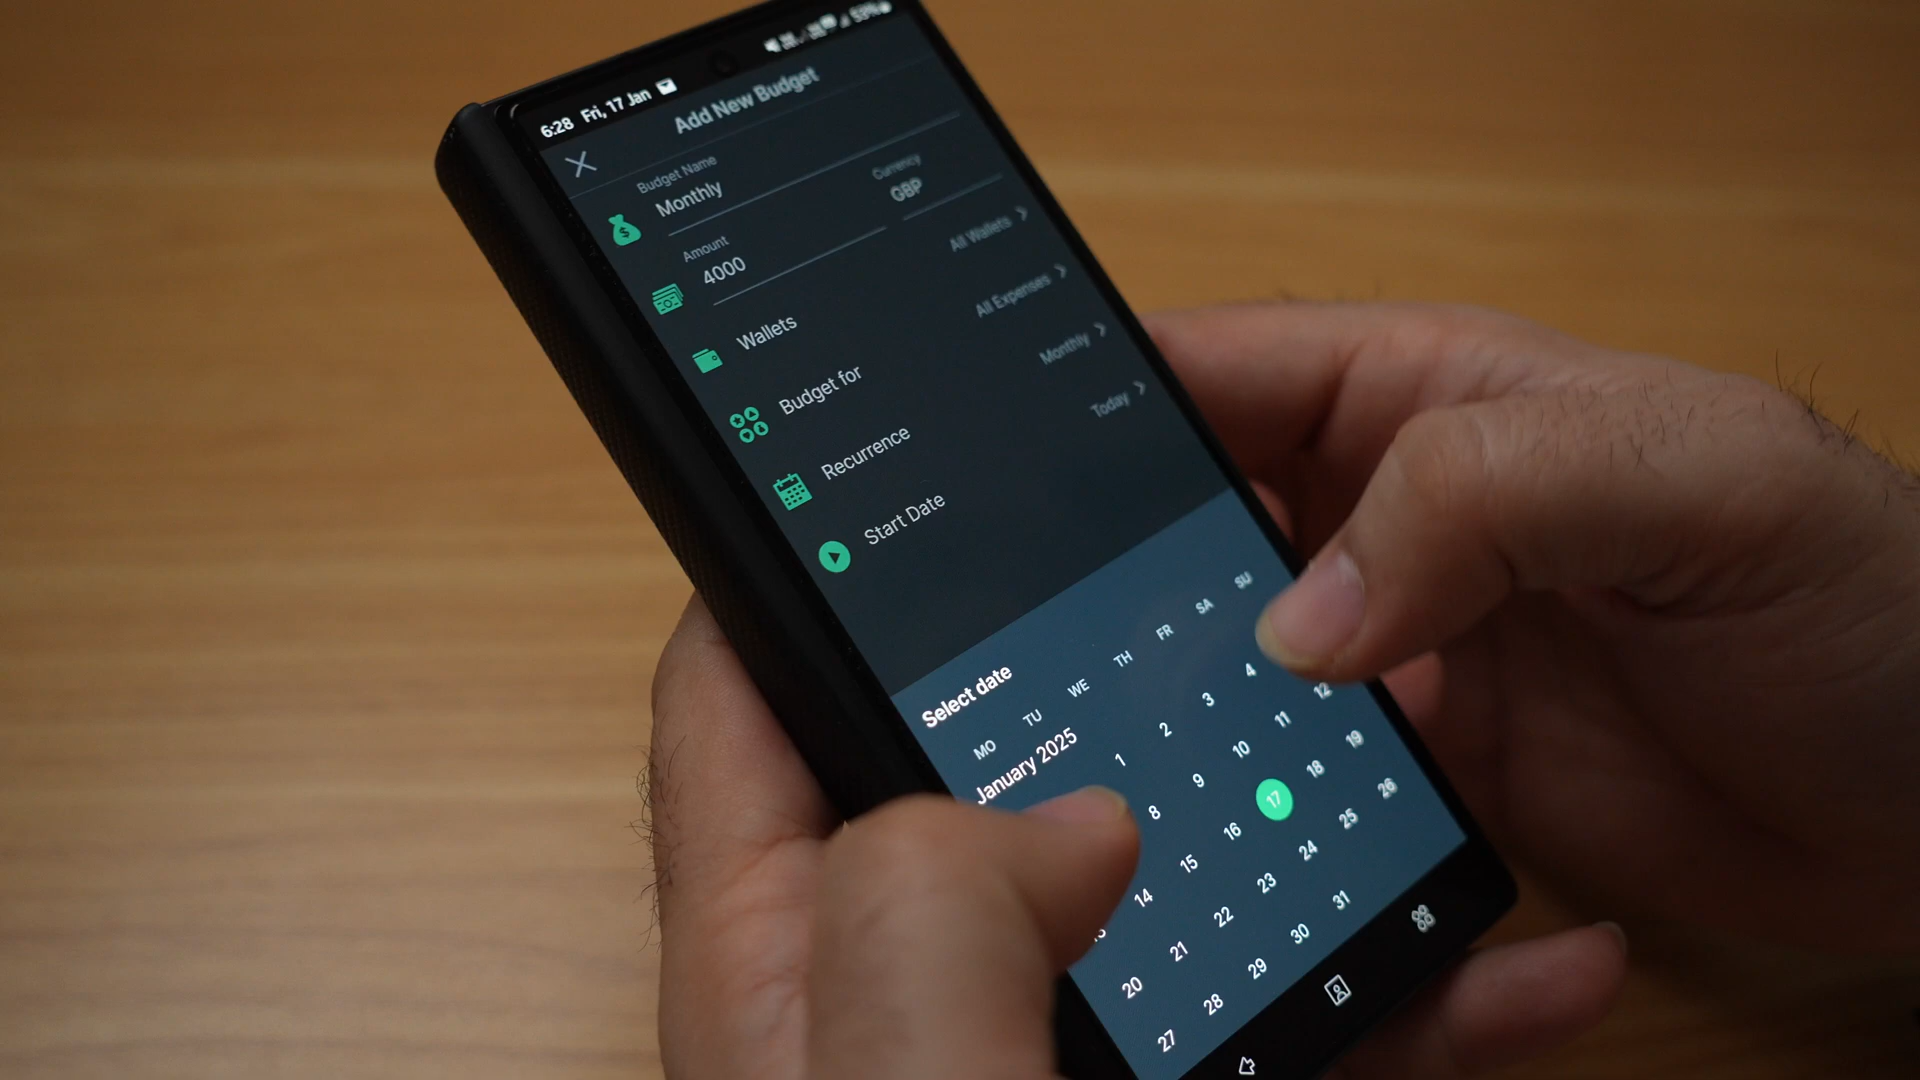 6:28 Fri, 17 Jan 53%
Add New Budget
Budget Name
Monthly
Amount
4000
Currency
GBP
Wallets All Wallets
Budget for All Expenses
Recurrence Monthly
Start Date Today
Select date
MO TU WE TH FR SA SU
January 2025
1 2 3 4
8 9 10 11 12
14 15 16 17 18 19
20 21 22 23 24 25 26
27 28 29 30 31